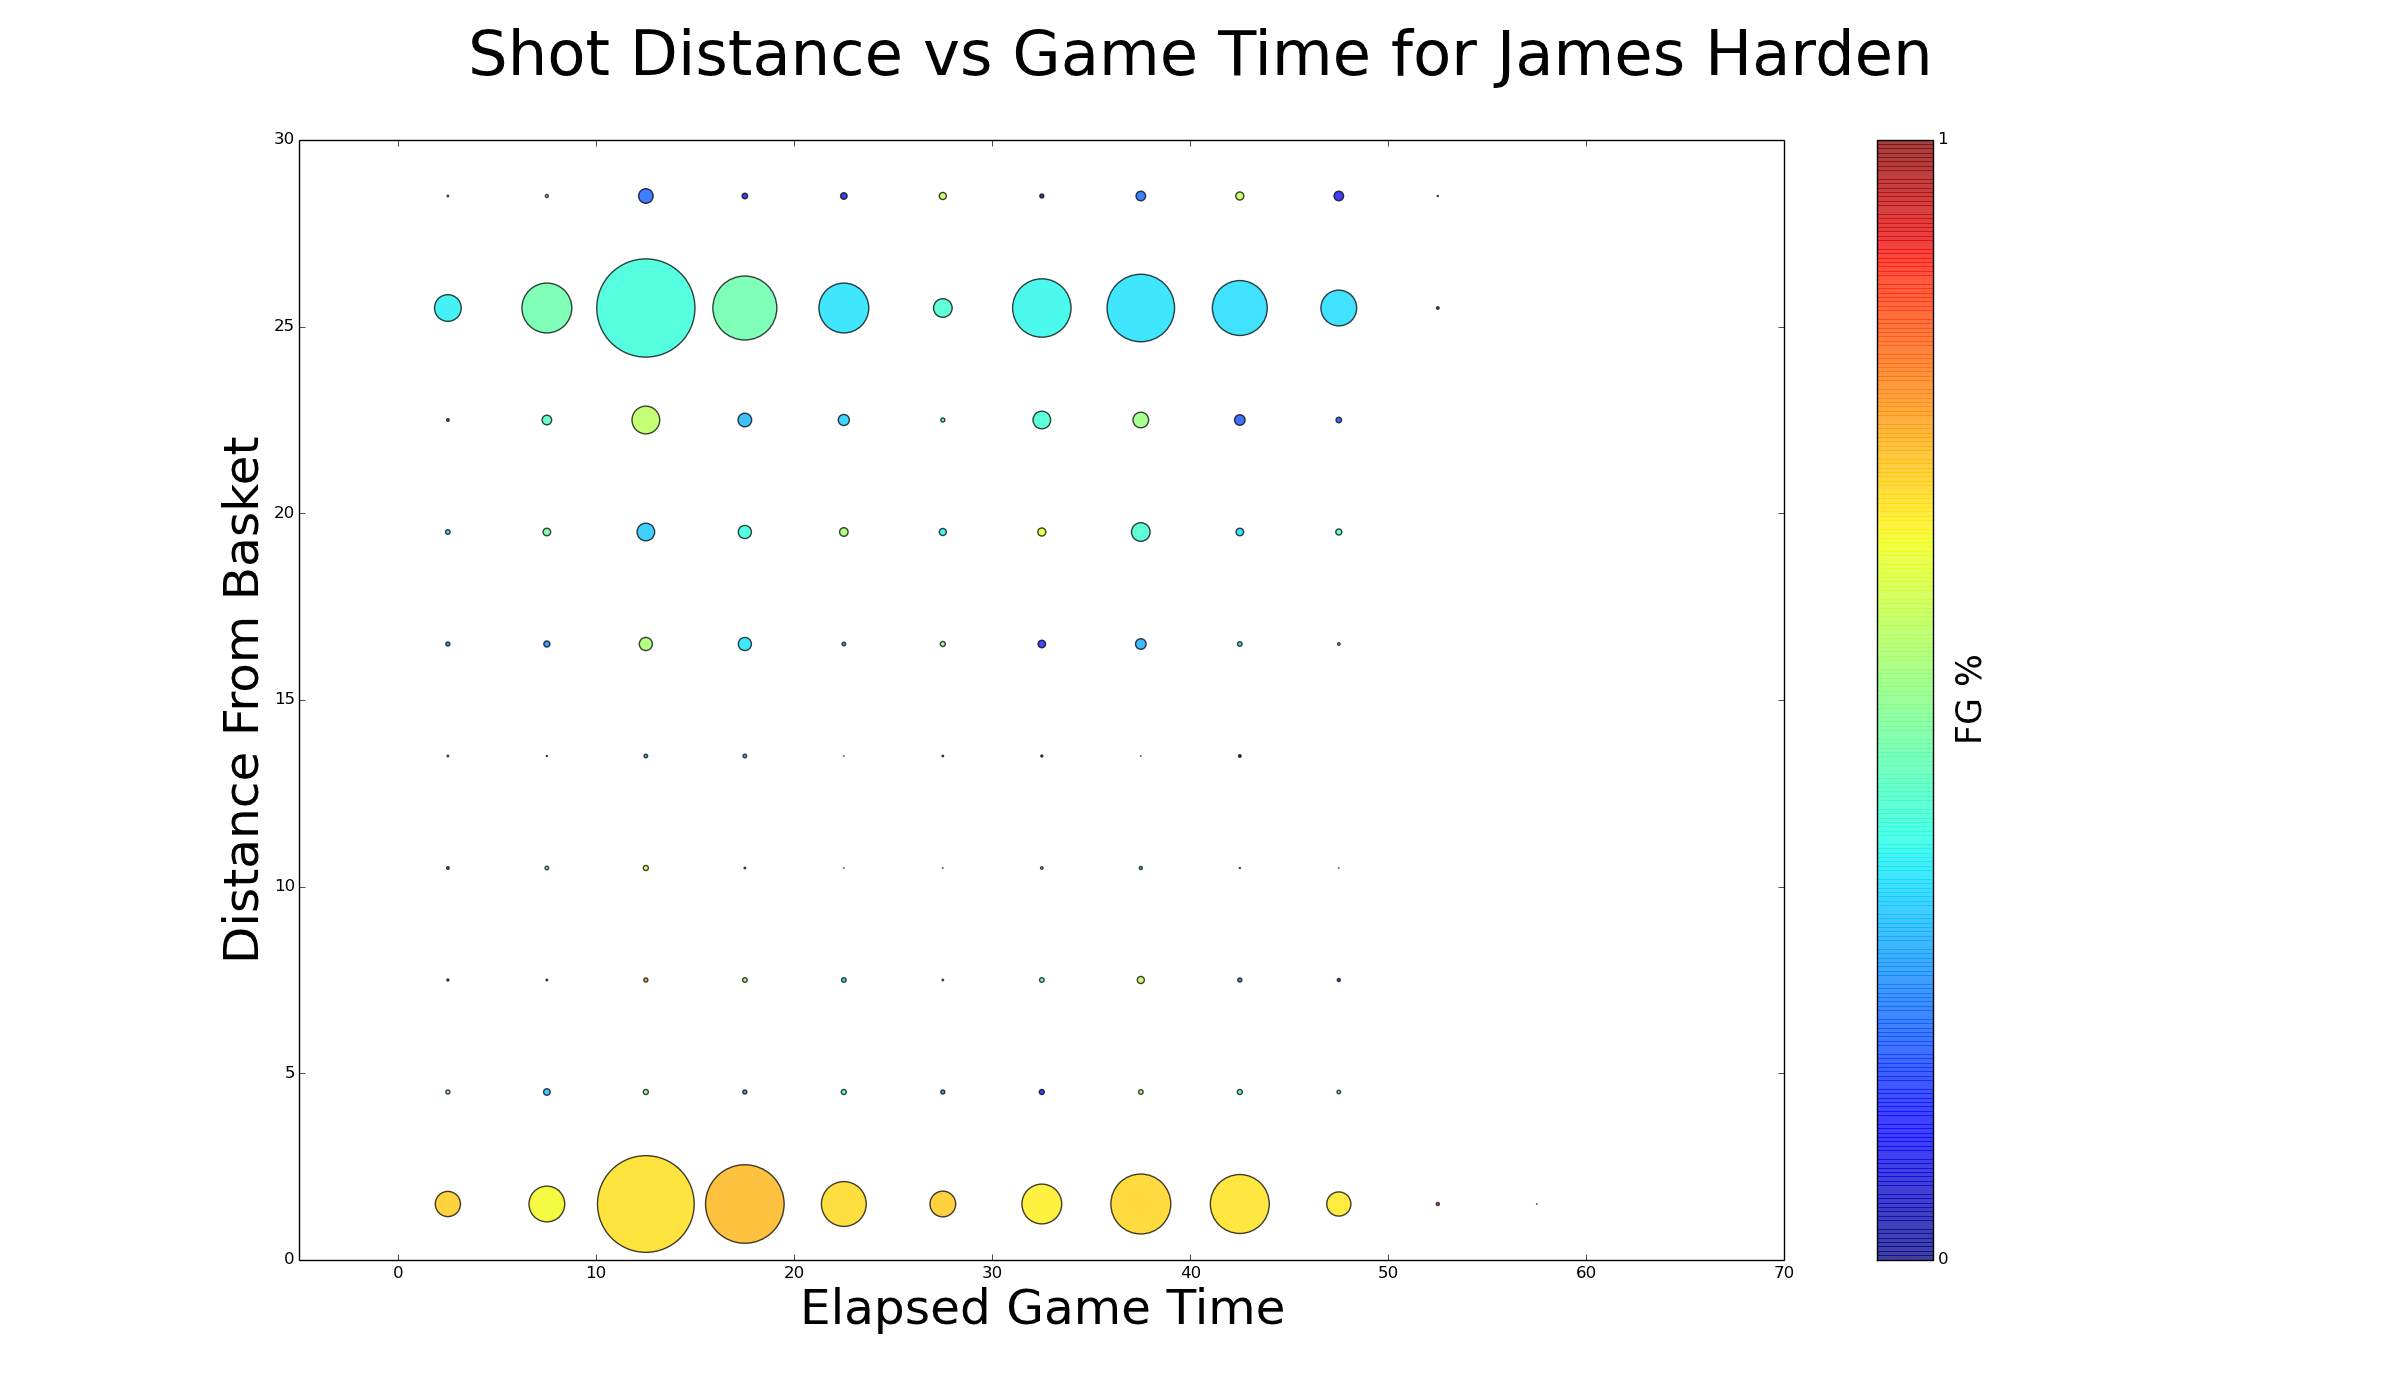 Shot Distance vs Game Time for James Harden
30
25
20
15
10
5
0
Distance From Basket
0 10 20 30 40 50 60 70
Elapsed Game Time
1
0
FG %